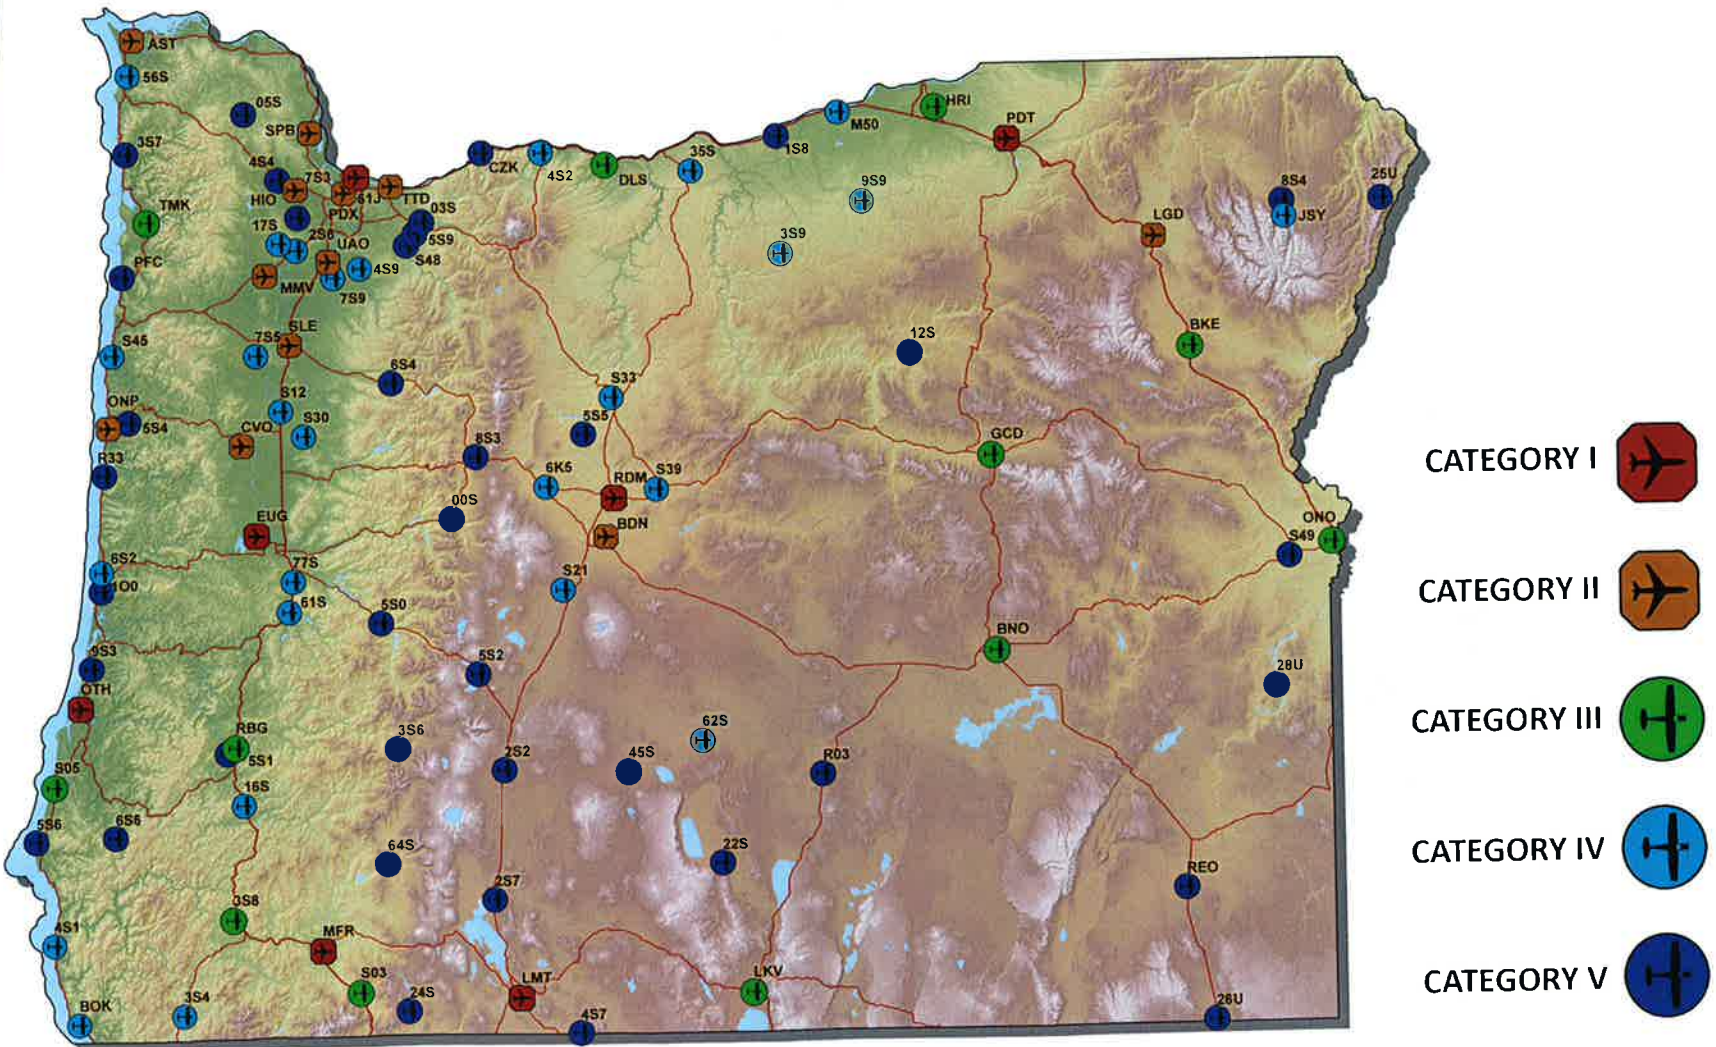 AST
56S
05S
SPB
3S7
4S4
7S3
HIO
61J
PDX
TTD
TMK
17S
2S6
UAO
03S
5S9
S48
4S9
PFC
MMV
7S9
CZK
4S2
DLS
35S
1S8
M50
HRI
PDT
9S9
3S9
LGD
8S4
JSY
25U
S45
7S5
SLE
6S4
12S
BKE
ONP
5S4
S12
S30
CVO
S33
5S5
8S3
GCD
R33
6K5
RDM
S39
00S
EUG
BDN
ONO
S49
6S2
1O0
77S
61S
S21
5S0
BNO
9S3
5S2
28U
OTH
RBG
5S1
3S6
62S
2S2
45S
R03
S05
16S
5S6
6S6
64S
22S
REO
2S7
3S8
4S1
MFR
S03
LMT
LKV
BOK
3S4
24S
4S7
26U
CATEGORY I
CATEGORY II
CATEGORY III
CATEGORY IV
CATEGORY V